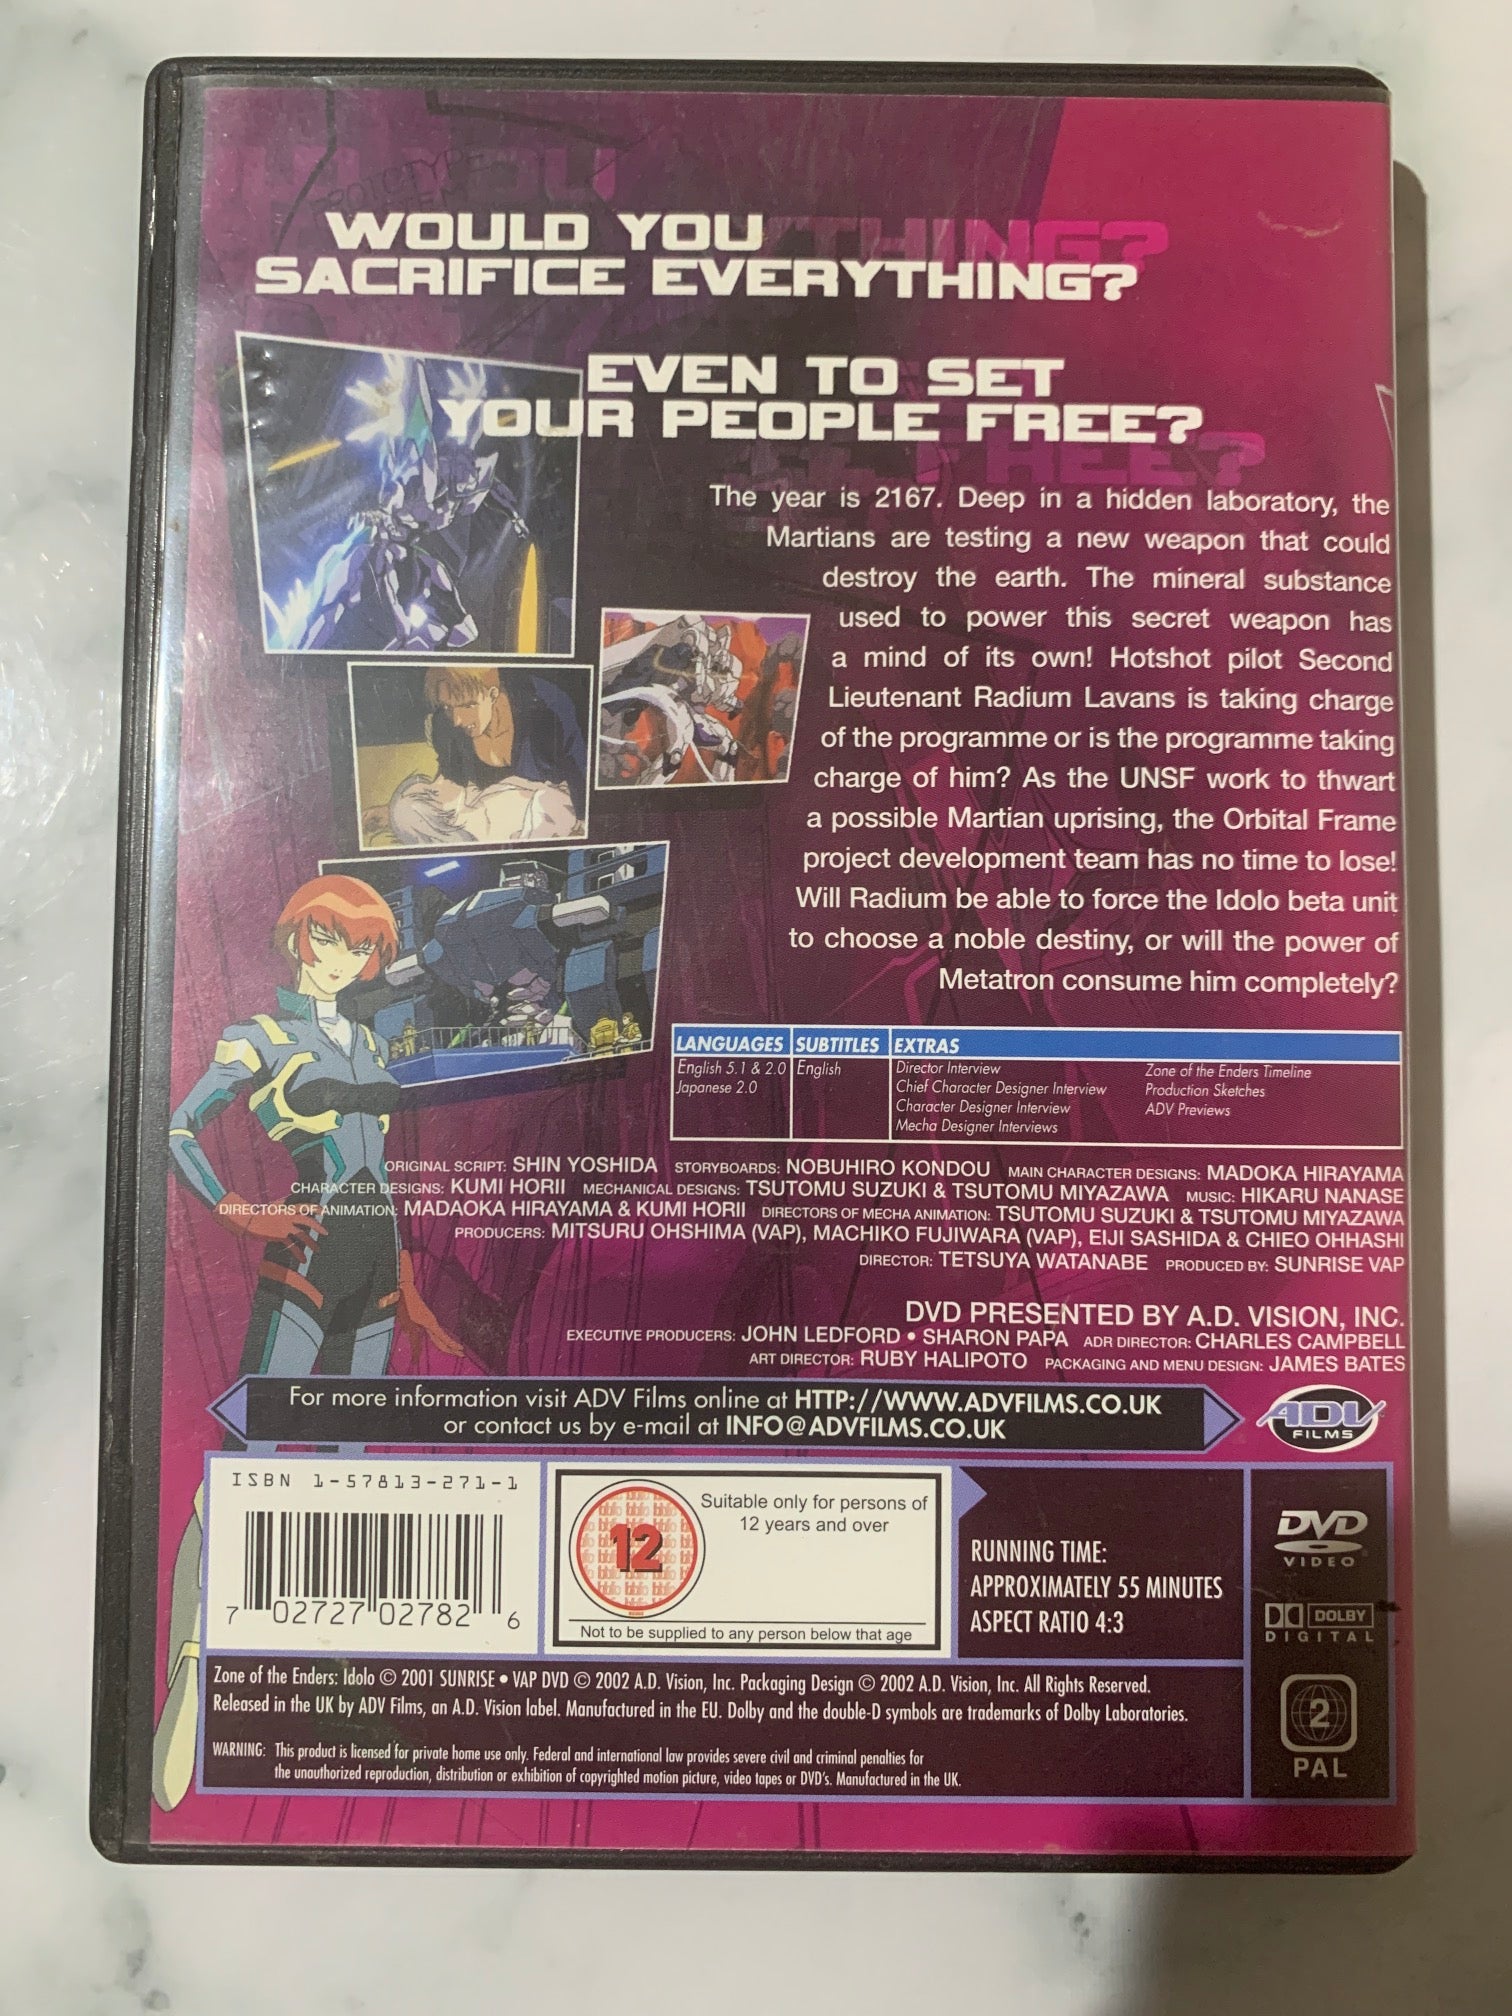 PROTOTYPE
WOULD YOU
SACRIFICE EVERYTHING?
EVEN TO SET
YOUR PEOPLE FREE?
The year is 2167. Deep in a hidden laboratory, the
Martians are testing a new weapon that could
destroy the earth. The mineral substance
used to power this secret weapon has
a mind of its own! Hotshot pilot Second
Lieutenant Radium Lavans is taking charge
of the programme or is the programme taking
charge of him? As the UNSF work to thwart
a possible Martian uprising, the Orbital Frame
project development team has no time to lose!
Will Radium be able to force the Idolo beta unit
to choose a noble destiny, or will the power of
Metatron consume him completely?
LANGUAGES SUBTITLES EXTRAS
English 5.1 & 2.0 English Director Interview Zone of the Enders Timeline
Japanese 2.0 Chief Character Designer Interview Production Sketches
Character Designer Interview ADV Previews
Mecha Designer Interviews
ORIGINAL SCRIPT: SHIN YOSHIDA STORYBOARDS: NOBUHIRO KONDOU MAIN CHARACTER DESIGNS: MADOKA HIRAYAMA
CHARACTER DESIGNS: KUMI HORII MECHANICAL DESIGNS: TSUTOMU SUZUKI & TSUTOMU MIYAZAWA MUSIC: HIKARU NANASE
DIRECTORS OF ANIMATION: MADAOKA HIRAYAMA & KUMI HORII DIRECTORS OF MECHA ANIMATION: TSUTOMU SUZUKI & TSUTOMU MIYAZAWA
PRODUCERS: MITSURU OHSHIMA (VAP), MACHIKO FUJIWARA (VAP), EIJI SASHIDA & CHIEO OHHASHI
DIRECTOR: TETSUYA WATANABE PRODUCED BY: SUNRISE VAP
DVD PRESENTED BY A.D. VISION, INC.
EXECUTIVE PRODUCERS: JOHN LEDFORD • SHARON PAPA ADR DIRECTOR: CHARLES CAMPBELL
ART DIRECTOR: RUBY HALIPOTO PACKAGING AND MENU DESIGN: JAMES BATES
For more information visit ADV Films online at HTTP://WWW.ADVFILMS.CO.UK
or contact us by e-mail at INFO@ADVFILMS.CO.UK
ADV
FILMS
ISBN 1-57813-271-1
7 02727 02782 6
12
Suitable only for persons of
12 years and over
Not to be supplied to any person below that age
RUNNING TIME:
APPROXIMATELY 55 MINUTES
ASPECT RATIO 4:3
DVD
VIDEO
DOLBY
DIGITAL
2
PAL
Zone of the Enders: Idolo © 2001 SUNRISE • VAP DVD © 2002 A.D. Vision, Inc. Packaging Design © 2002 A.D. Vision, Inc. All Rights Reserved.
Released in the UK by ADV Films, an A.D. Vision label. Manufactured in the EU. Dolby and the double-D symbols are trademarks of Dolby Laboratories.
WARNING: This product is licensed for private home use only. Federal and international law provides severe civil and criminal penalties for
the unauthorized reproduction, distribution or exhibition of copyrighted motion picture, video tapes or DVD's. Manufactured in the UK.